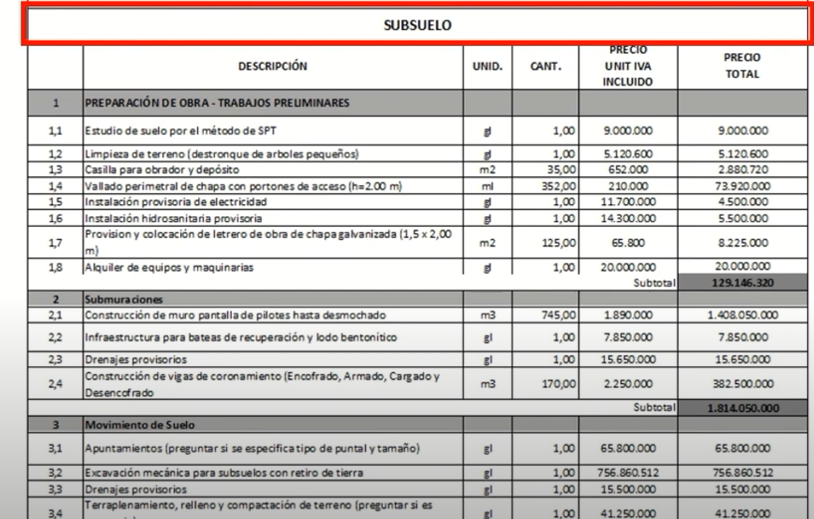 SUBSUELO
DESCRIPCIÓN UNID. CANT. PRECIO UNIT IVA INCLUIDO PRECIO TOTAL
1 PREPARACIÓN DE OBRA - TRABAJOS PRELIMINARES
1,1 Estudio de suelo por el método de SPT gl 1,00 9.000.000 9.000.000
1,2 Limpieza de terreno (destronque de arboles pequeños) gl 1,00 5.120.600 5.120.600
1,3 Casilla para obrador y depósito m2 35,00 652.000 2.880.720
1,4 Vallado perimetral de chapa con portones de acceso (h=2.00 m) ml 352,00 210.000 73.920.000
1,5 Instalación provisoria de electricidad gl 1,00 11.700.000 4.500.000
1,6 Instalación hidrosanitaria provisoria gl 1,00 14.300.000 5.500.000
1,7 Provision y colocación de letrero de obra de chapa galvanizada (1,5 x 2,00 m) m2 125,00 65.800 8.225.000
1,8 Alquiler de equipos y maquinarias gl 1,00 20.000.000 20.000.000
Subtotal 129.146.320
2 Submuraciones
2,1 Construcción de muro pantalla de pilotes hasta desmochado m3 745,00 1.890.000 1.408.050.000
2,2 Infraestructura para bateas de recuperación y lodo bentonítico gl 1,00 7.850.000 7.850.000
2,3 Drenajes provisorios gl 1,00 15.650.000 15.650.000
2,4 Construcción de vigas de coronamiento (Encofrado, Armado, Cargado y Desencofrado m3 170,00 2.250.000 382.500.000
Subtotal 1.814.050.000
3 Movimiento de Suelo
3,1 Apuntamientos (preguntar si se especifica tipo de puntal y tamaño) gl 1,00 65.800.000 65.800.000
3,2 Excavación mecánica para subsuelos con retiro de tierra gl 1,00 756.860.512 756.860.512
3,3 Drenajes provisorios gl 1,00 15.500.000 15.500.000
3,4 Terraplenamiento, relleno y compactación de terreno (preguntar si es gl 1,00 41.250.000 41.250.000